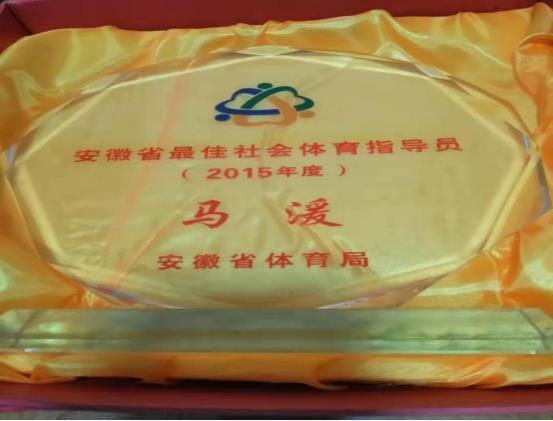 安徽省最佳社会体育指导员
（2015年度）
马湲
安徽省体育局